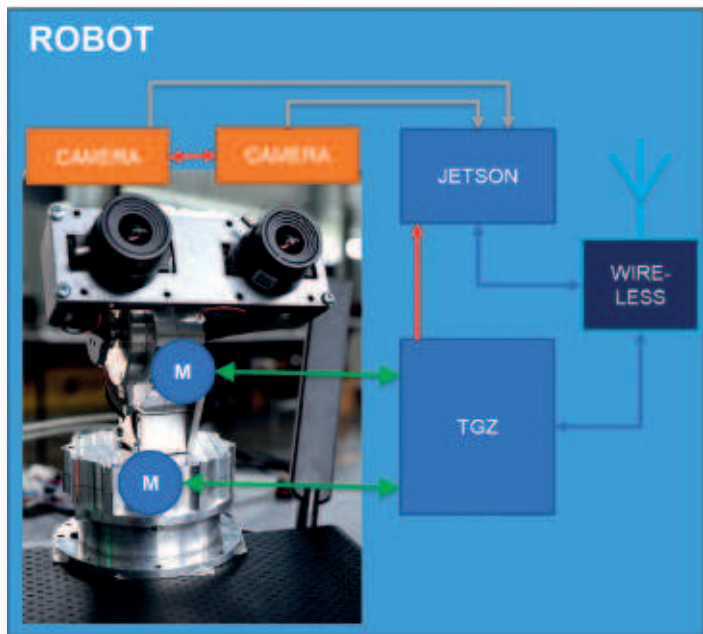 ROBOT
CAMERA
CAMERA
JETSON
WIRE-
LESS
M
TGZ
M